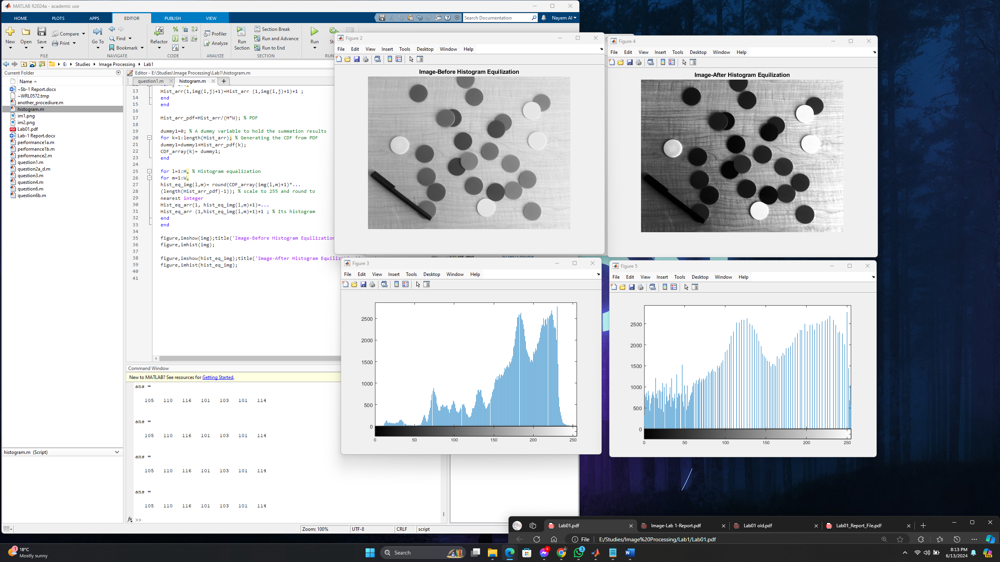 MATLAB R2024a - academic use
HOME PLOTS APPS EDITOR PUBLISH VIEW
Search Documentation
Nayem Al
New Open Save Compare Print
Go To Find Bookmark
Refactor
Profiler Analyze
Run Section
Section Break
Run and Advance
Run to End
Run
FILE NAVIGATE CODE ANALYZE SECTION
E: Studies Image Processing Lab1
Current Folder
Name
~$b-1 Report.docx
~WRL0572.tmp
another_procediure.m
histogram.m
im1.png
im2.png
Lab01.pdf
Lab-1 Report.docx
performance1a.m
performance1b.m
performance2.m
question1.m
question2a_d.m
question3.m
question4.m
question6.m
question6b.m
histogram.m (Script)
Editor - E:\Studies\Image Processing\Lab1\histogram.m
question1.m histogram.m
13 Hist_arr(1,img(i,j)+1)=Hist_arr (1,img(i,j)+1)+1 ;
14 end
15 end
16
17 Hist_arr_pdf=Hist_arr/(H*W); % PDF
18
19 dummy1=0; % A dummy variable to hold the summation results
20 for k=1:length(Hist_arr); % Generating the CDF from PDF
21 dummy1=dummy1+Hist_arr_pdf(k);
22 CDF_array(k)= dummy1;
23 end
24
25 for l=1:H, % Histogram equalization
26 for m=1:W,
27 hist_eq_img(l,m)= round(CDF_array(img(l,m)+1)*...
28 (length(Hist_arr_pdf)-1)); % scale to 255 and round to
29 nearest integer
30 Hist_eq_arr(1, hist_eq_img(l,m)+1)=...
31 Hist_eq_arr (1,hist_eq_img(l,m)+1)+1 ; % Its histogram
32 end
33 end
34
35 figure,imshow(img);title('Image-Before Histogram Equilization
36 figure,imhist(img);
37
38 figure,imshow(hist_eq_img);title('Image-After Histogram Equilization')
39 figure,imhist(hist_eq_img);
40
41
Command Window
New to MATLAB? See resources for Getting Started.
ans =
105 110 116 101 103 101 114
ans =
105 110 116 101 103 101 114
ans =
105 110 116 101 103 101 114
ans =
105 110 116 101 103 101 114
fx >>
Zoom: 100% UTF-8 CRLF script
Figure 2
File Edit View Insert Tools Desktop Window Help
Image-Before Histogram Equilization
Figure 4
File Edit View Insert Tools Desktop Window Help
Image-After Histogram Equilization
Figure 3
File Edit View Insert Tools Desktop Window Help
2500
2000
1500
1000
500
0
0 50 100 150 200 250
Figure 5
File Edit View Insert Tools Desktop Window Help
2500
2000
1500
1000
500
0
0 50 100 150 200 250
Lab01.pdf Image-Lab 1-Report.pdf Lab01 old.pdf Lab01_Report_File.pdf
File E:/Studies/Image%20Processing/Lab1/Lab01.pdf
1
18°C
Mostly sunny
Search
6
3
8:13 PM
6/13/2024
PRE